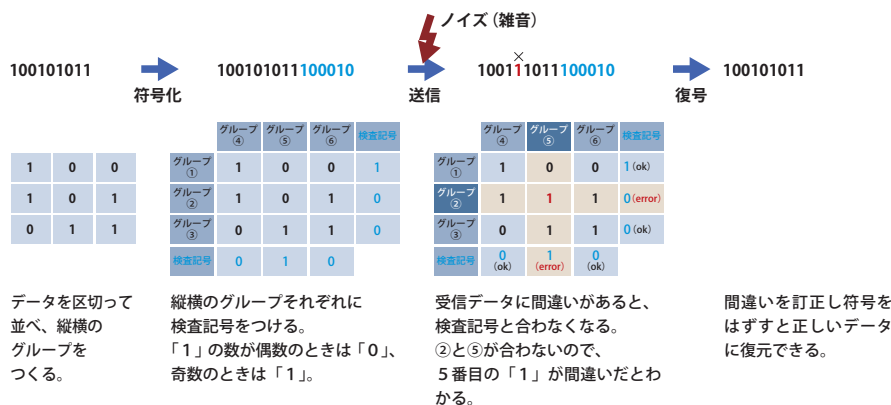 ノイズ（雑音）
×
100101011
100101011100010
100111011100010
100101011
符号化
送信
復号
1 0 0
1 0 1
0 1 1
グループ④ グループ⑤ グループ⑥ 検査記号
グループ① 1 0 0 1
グループ② 1 0 1 0
グループ③ 0 1 1 0
検査記号 0 1 0
グループ④ グループ⑤ グループ⑥ 検査記号
グループ① 1 0 0 1(ok)
グループ② 1 1 1 0(error)
グループ③ 0 1 1 0(ok)
検査記号 0(ok) 1(error) 0(ok)
データを区切って
並べ、縦横の
グループを
つくる。
縦横のグループそれぞれに
検査記号をつける。
「１」の数が偶数のときは「０」、
奇数のときは「１」。
受信データに間違いがあると、
検査記号と合わなくなる。
②と⑤が合わないので、
５番目の「１」が間違いだとわ
かる。
間違いを訂正し符号を
はずすと正しいデータ
に復元できる。